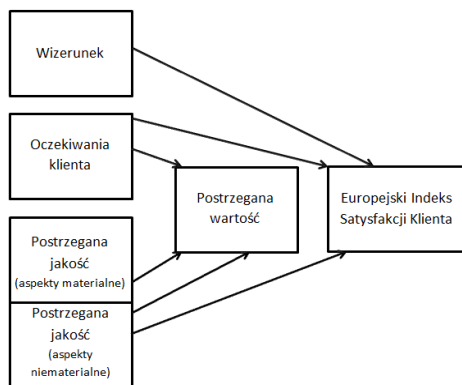 Wizerunek
Oczekiwania
klienta
Postrzegana
wartość
Europejski Indeks
Satysfakcji Klienta
Postrzegana
jakość
(aspekty materialne)
Postrzegana
jakość
(aspekty
niematerialne)